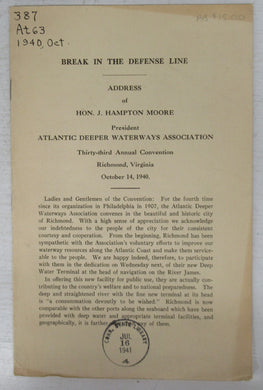 387
At63
1940, Oct.
BREAK IN THE DEFENSE LINE
ADDRESS
of
HON. J. HAMPTON MOORE
President
ATLANTIC DEEPER WATERWAYS ASSOCIATION
Thirty-third Annual Convention
Richmond, Virginia
October 14, 1940.
Ladies and Gentlemen of the Convention: For the fourth time
since its organization in Philadelphia in 1907, the Atlantic Deeper
Waterways Association convenes in the beautiful and historic city
of Richmond. With a high sense of appreciation we acknowledge
our indebtedness to the people of the city for their consistent
courtesy and cooperation. From the beginning, Richmond has been
sympathetic with the Association's voluntary efforts to improve our
waterway resources along the Atlantic Coast and make them service-
able to the people. We are happy indeed, therefore, to participate
with them in the dedication on Wednesday next, of their new Deep
Water Terminal at the head of navigation on the River James.
In offering this new facility for public use, they are actually contri-
buting to the country's welfare and to national preparedness. The
deep and straightened river with the fine new terminal at its head
is "a consummation devoutly to be wished." Richmond is now
comparable with the other ports along the seaboard which have been
provided with deep water and appropriate terminal facilities, and
geographically, it is farther of them.
JUL
16
1941